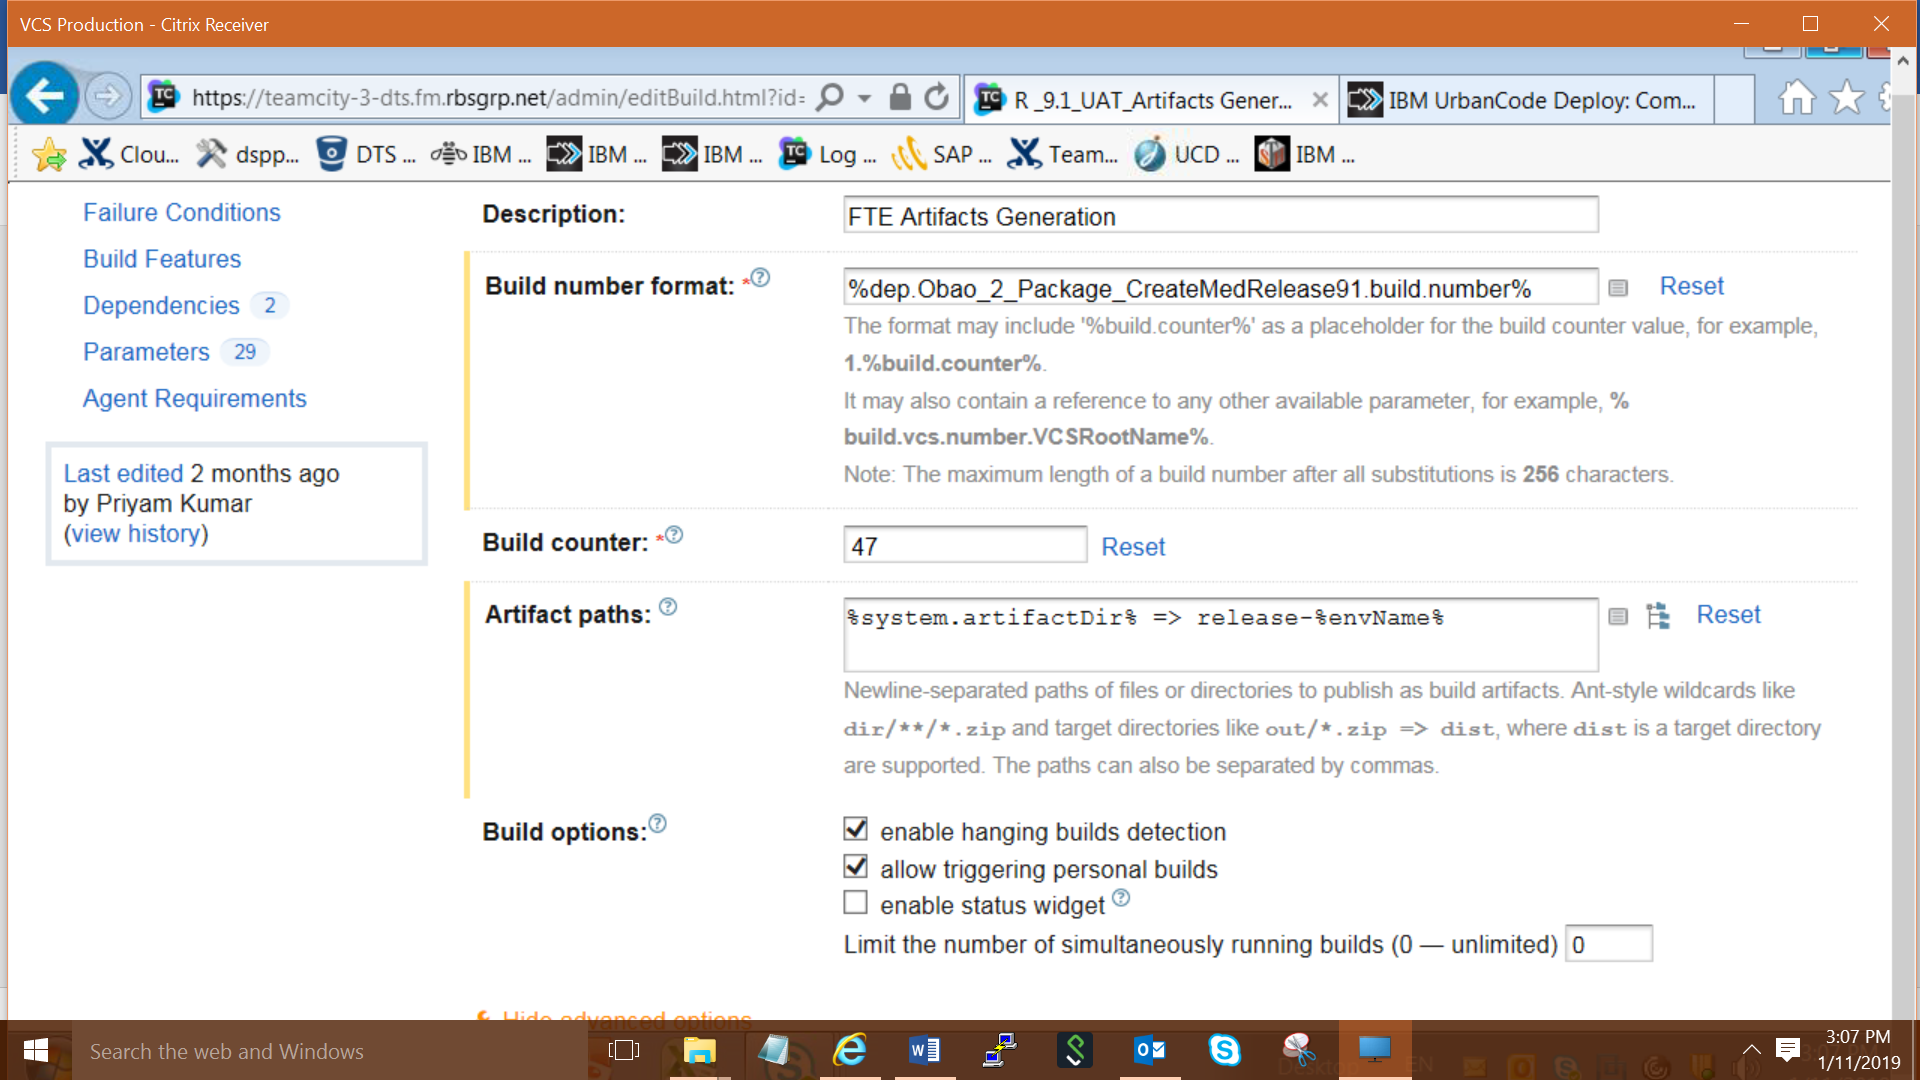 VCS Production - Citrix Receiver
https://teamcity-3-dts.fm.rbsgrp.net/admin/editBuild.html?id=
R _9.1_UAT_Artifacts Gener...
IBM UrbanCode Deploy: Com...
Clou...
dspp...
DTS ...
IBM ...
IBM ...
IBM ...
Log ...
SAP ...
Team...
UCD ...
IBM ...
Failure Conditions
Build Features
Dependencies 2
Parameters 29
Agent Requirements
Last edited 2 months ago
by Priyam Kumar
(view history)
Description:
FTE Artifacts Generation
Build number format: *
%dep.Obao_2_Package_CreateMedRelease91.build.number%
Reset
The format may include '%build.counter%' as a placeholder for the build counter value, for example,
1.%build.counter%.
It may also contain a reference to any other available parameter, for example, %
build.vcs.number.VCSRootName%.
Note: The maximum length of a build number after all substitutions is 256 characters.
Build counter: *
47
Reset
Artifact paths:
%system.artifactDir% => release-%envName%
Reset
Newline-separated paths of files or directories to publish as build artifacts. Ant-style wildcards like
dir/**/*.zip and target directories like out/*.zip => dist, where dist is a target directory
are supported. The paths can also be separated by commas.
Build options:
enable hanging builds detection
allow triggering personal builds
enable status widget
Limit the number of simultaneously running builds (0 — unlimited) 0
Hide advanced options
Search the web and Windows
3:07 PM
1/11/2019